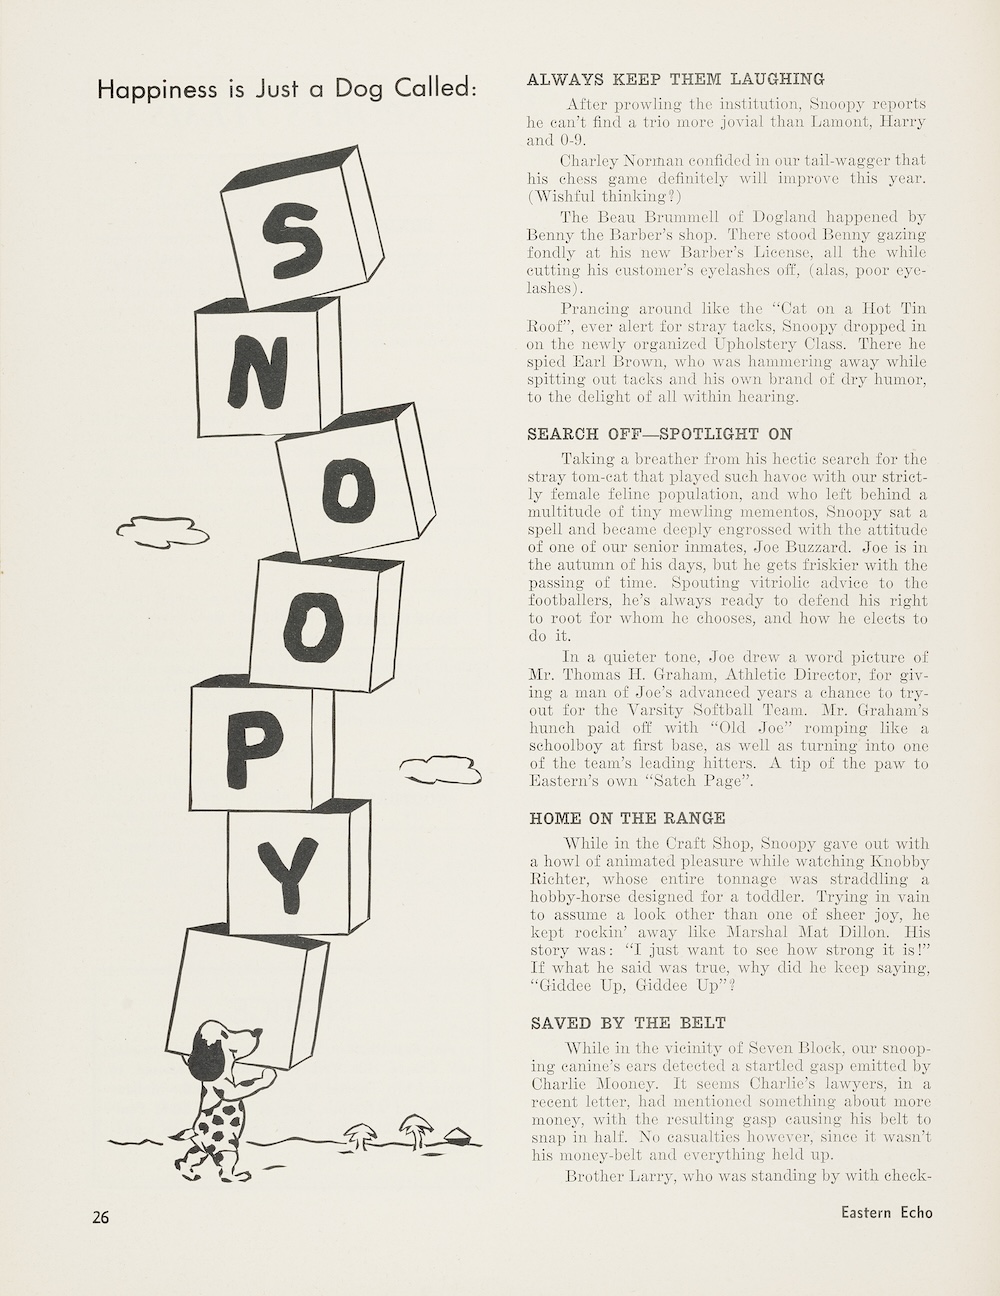 Happiness is Just a Dog Called:
S
N
O
O
P
Y
ALWAYS KEEP THEM LAUGHING
After prowling the institution, Snoopy reports
he can't find a trio more jovial than Lamont, Harry
and 0-9.
Charley Norman confided in our tail-wagger that
his chess game definitely will improve this year.
(Wishful thinking?)
The Beau Brummell of Dogland happened by
Benny the Barber's shop. There stood Benny gazing
fondly at his new Barber's License, all the while
cutting his customer's eyelashes off, (alas, poor eye-
lashes).
Prancing around like the "Cat on a Hot Tin
Roof", ever alert for stray tacks, Snoopy dropped in
on the newly organized Upholstery Class. There he
spied Earl Brown, who was hammering away while
spitting out tacks and his own brand of dry humor,
to the delight of all within hearing.
SEARCH OFF—SPOTLIGHT ON
Taking a breather from his hectic search for the
stray tom-cat that played such havoc with our strict-
ly female feline population, and who left behind a
multitude of tiny mewling mementos, Snoopy sat a
spell and became deeply engrossed with the attitude
of one of our senior inmates, Joe Buzzard. Joe is in
the autumn of his days, but he gets friskier with the
passing of time. Spouting vitriolic advice to the
footballers, he's always ready to defend his right
to root for whom he chooses, and how he elects to
do it.
In a quieter tone, Joe drew a word picture of
Mr. Thomas H. Graham, Athletic Director, for giv-
ing a man of Joe's advanced years a chance to try-
out for the Varsity Softball Team. Mr. Graham's
hunch paid off with "Old Joe" romping like a
schoolboy at first base, as well as turning into one
of the team's leading hitters. A tip of the paw to
Eastern's own "Satch Page".
HOME ON THE RANGE
While in the Craft Shop, Snoopy gave out with
a howl of animated pleasure while watching Knobby
Richter, whose entire tonnage was straddling a
hobby-horse designed for a toddler. Trying in vain
to assume a look other than one of sheer joy, he
kept rockin' away like Marshal Mat Dillon. His
story was: "I just want to see how strong it is!"
If what he said was true, why did he keep saying,
"Giddee Up, Giddee Up"?
SAVED BY THE BELT
While in the vicinity of Seven Block, our snoop-
ing canine's ears detected a startled gasp emitted by
Charlie Mooney. It seems Charlie's lawyers, in a
recent letter, had mentioned something about more
money, with the resulting gasp causing his belt to
snap in half. No casualties however, since it wasn't
his money-belt and everything held up.
Brother Larry, who was standing by with check-
26
Eastern Echo